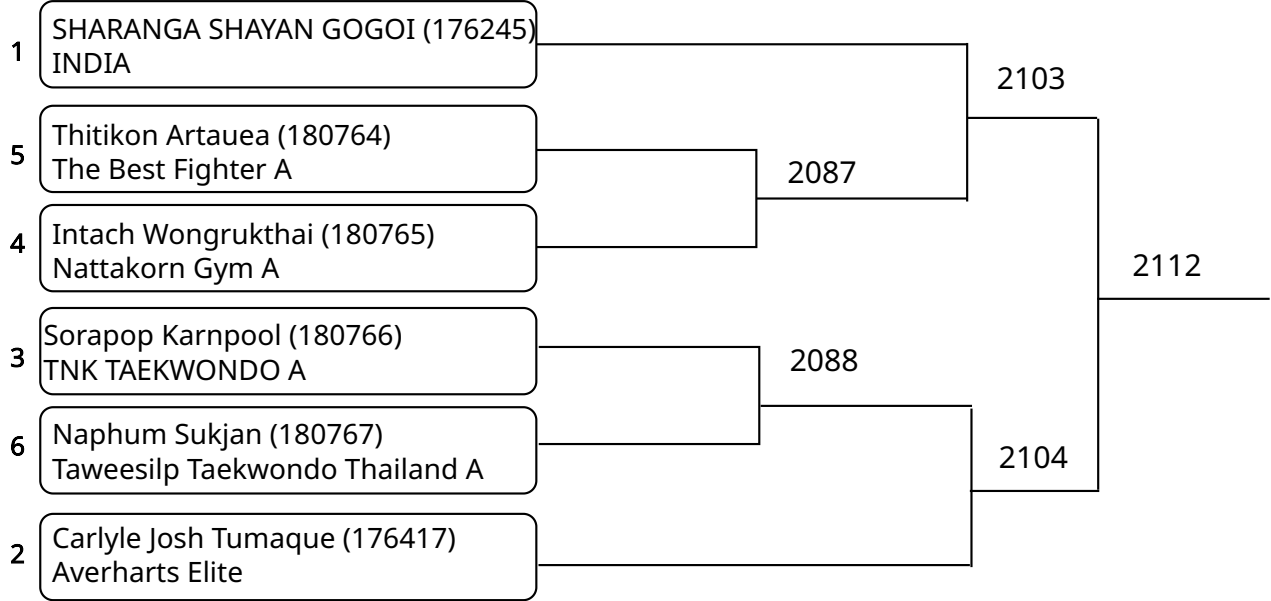 1
SHARANGA SHAYAN GOGOI (176245)
INDIA
2103
5
Thitikon Artauea (180764)
The Best Fighter A
2087
4
Intach Wongrukthai (180765)
Nattakorn Gym A
2112
3
Sorapop Karnpool (180766)
TNK TAEKWONDO A
2088
6
Naphum Sukjan (180767)
Taweesilp Taekwondo Thailand A
2104
2
Carlyle Josh Tumaque (176417)
Averharts Elite